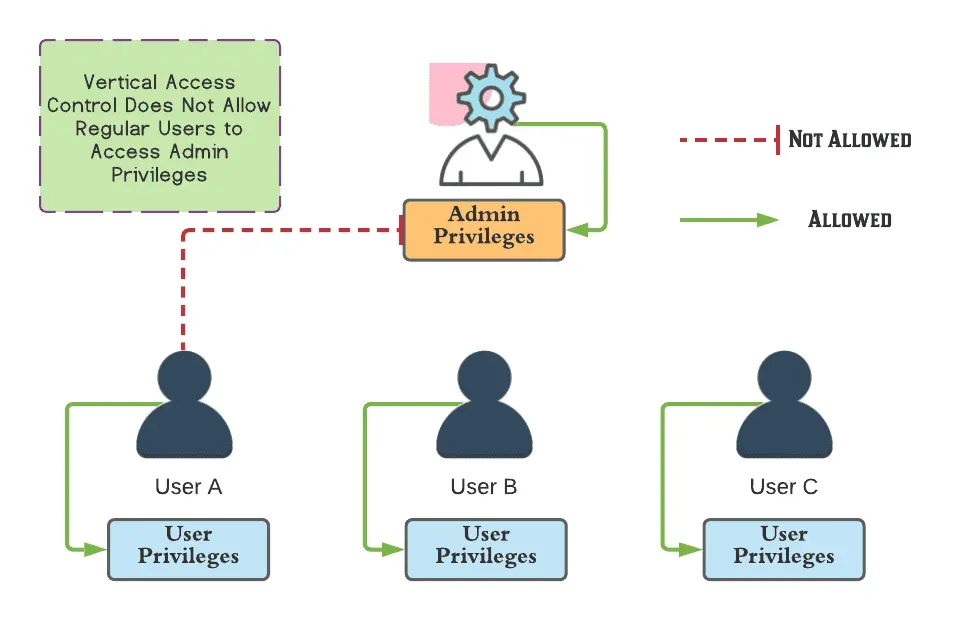 Vertical Access
Control Does Not Allow
Regular Users to
Access Admin
Privileges
Admin
Privileges
Not Allowed
Allowed
User A
User B
User C
User
Privileges
User
Privileges
User
Privileges